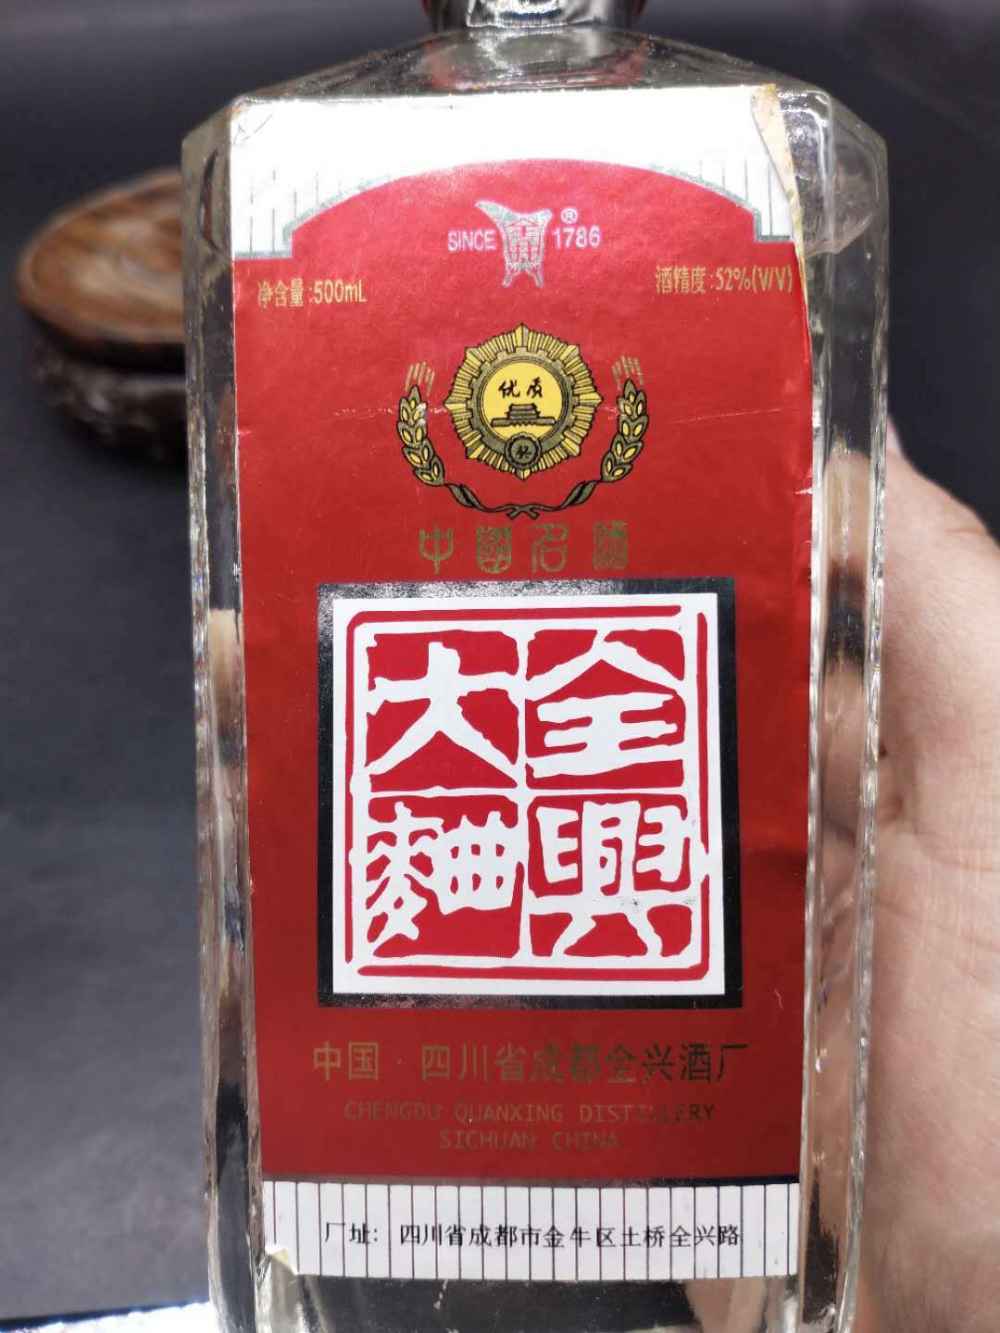 SINCE 1786 ®
净含量:500mL 酒精度:52%(V/V)
优质
奖
中國名酒
全興
大麯
中国·四川省成都全兴酒厂
CHENGDU QUANXING DISTILLERY
SICHUAN CHINA
厂址: 四川省成都市金牛区土桥全兴路